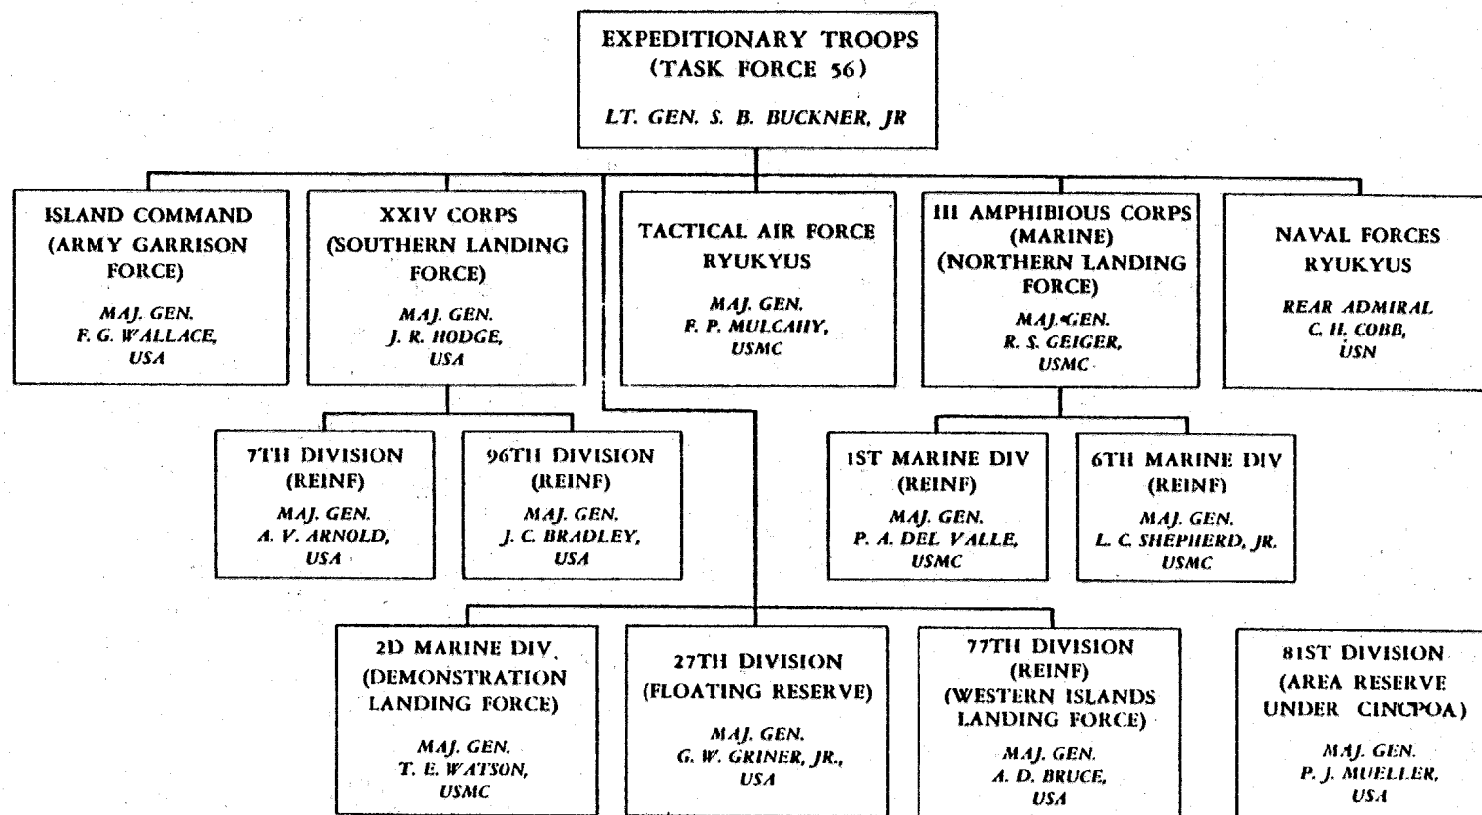 EXPEDITIONARY TROOPS
(TASK FORCE 56)
LT. GEN. S. B. BUCKNER, JR
ISLAND COMMAND
(ARMY GARRISON
FORCE)
MAJ. GEN.
F. G. WALLACE,
USA
XXIV CORPS
(SOUTHERN LANDING
FORCE)
MAJ. GEN.
J. R. HODGE,
USA
TACTICAL AIR FORCE
RYUKYUS
MAJ. GEN.
F. P. MULCAHY,
USMC
III AMPHIBIOUS CORPS
(MARINE)
(NORTHERN LANDING
FORCE)
MAJ. GEN.
R. S. GEIGER,
USMC
NAVAL FORCES
RYUKYUS
REAR ADMIRAL
C. H. COBB,
USN
7TH DIVISION
(REINF)
MAJ. GEN.
A. V. ARNOLD,
USA
96TH DIVISION
(REINF)
MAJ. GEN.
J. C. BRADLEY,
USA
1ST MARINE DIV
(REINF)
MAJ. GEN.
P. A. DEL VALLE,
USMC
6TH MARINE DIV
(REINF)
MAJ. GEN.
L. C. SHEPHERD, JR.
USMC
2D MARINE DIV.
(DEMONSTRATION
LANDING FORCE)
MAJ. GEN.
T. E. WATSON,
USMC
27TH DIVISION
(FLOATING RESERVE)
MAJ. GEN.
G. W. GRINER, JR.,
USA
77TH DIVISION
(REINF)
(WESTERN ISLANDS
LANDING FORCE)
MAJ. GEN.
A. D. BRUCE,
USA
81ST DIVISION
(AREA RESERVE
UNDER CINCPOA)
MAJ. GEN.
P. J. MUELLER,
USA